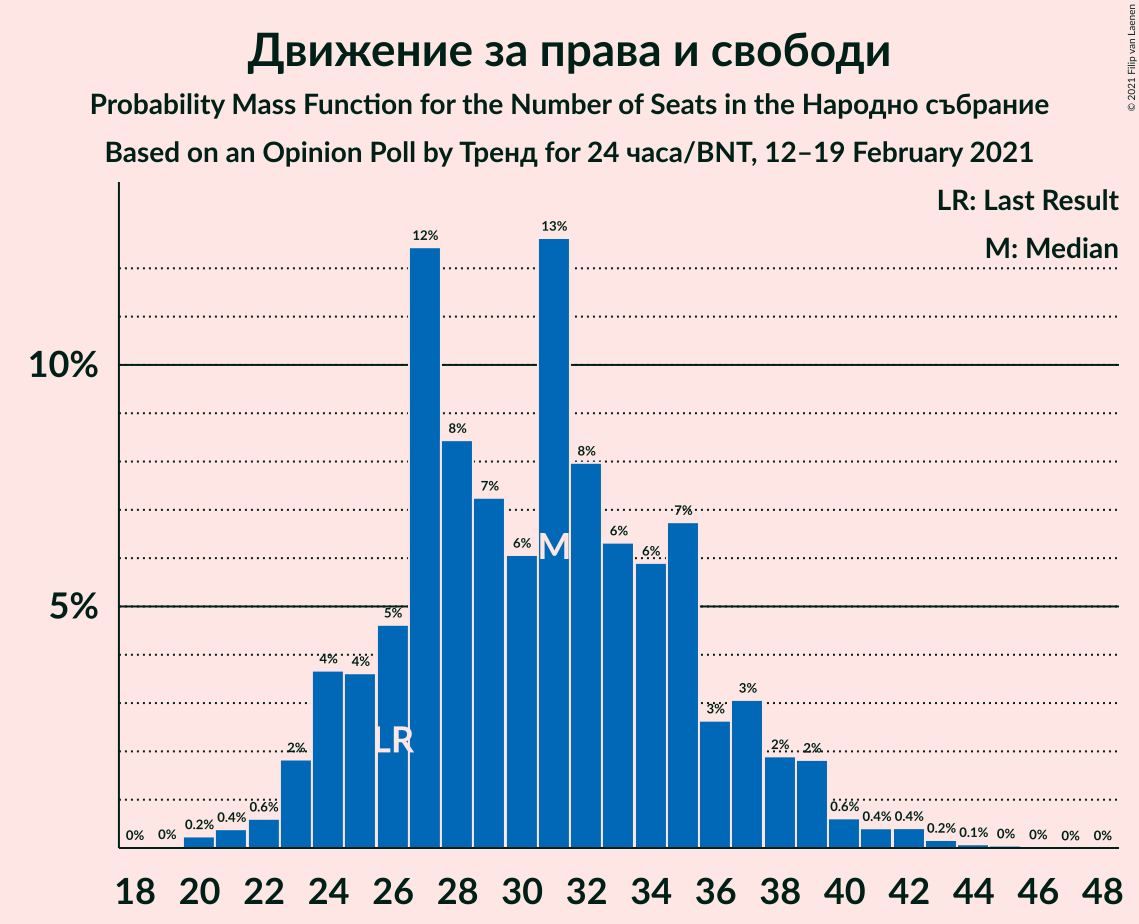 Движение за права и свободи
Probability Mass Function for the Number of Seats in the Народно събрание
Based on an Opinion Poll by Тренд for 24 часа/BNT, 12–19 February 2021
© 2021 Filip van Laenen
LR: Last Result
M: Median
10%
5%
0% 0% 0.2% 0.4% 0.6% 2% 4% 4% 5% 12% 8% 7% 6% 13% 8% 6% 6% 7% 3% 3% 2% 2% 0.6% 0.4% 0.4% 0.2% 0.1% 0% 0% 0% 0%
LR
M
18 20 22 24 26 28 30 32 34 36 38 40 42 44 46 48